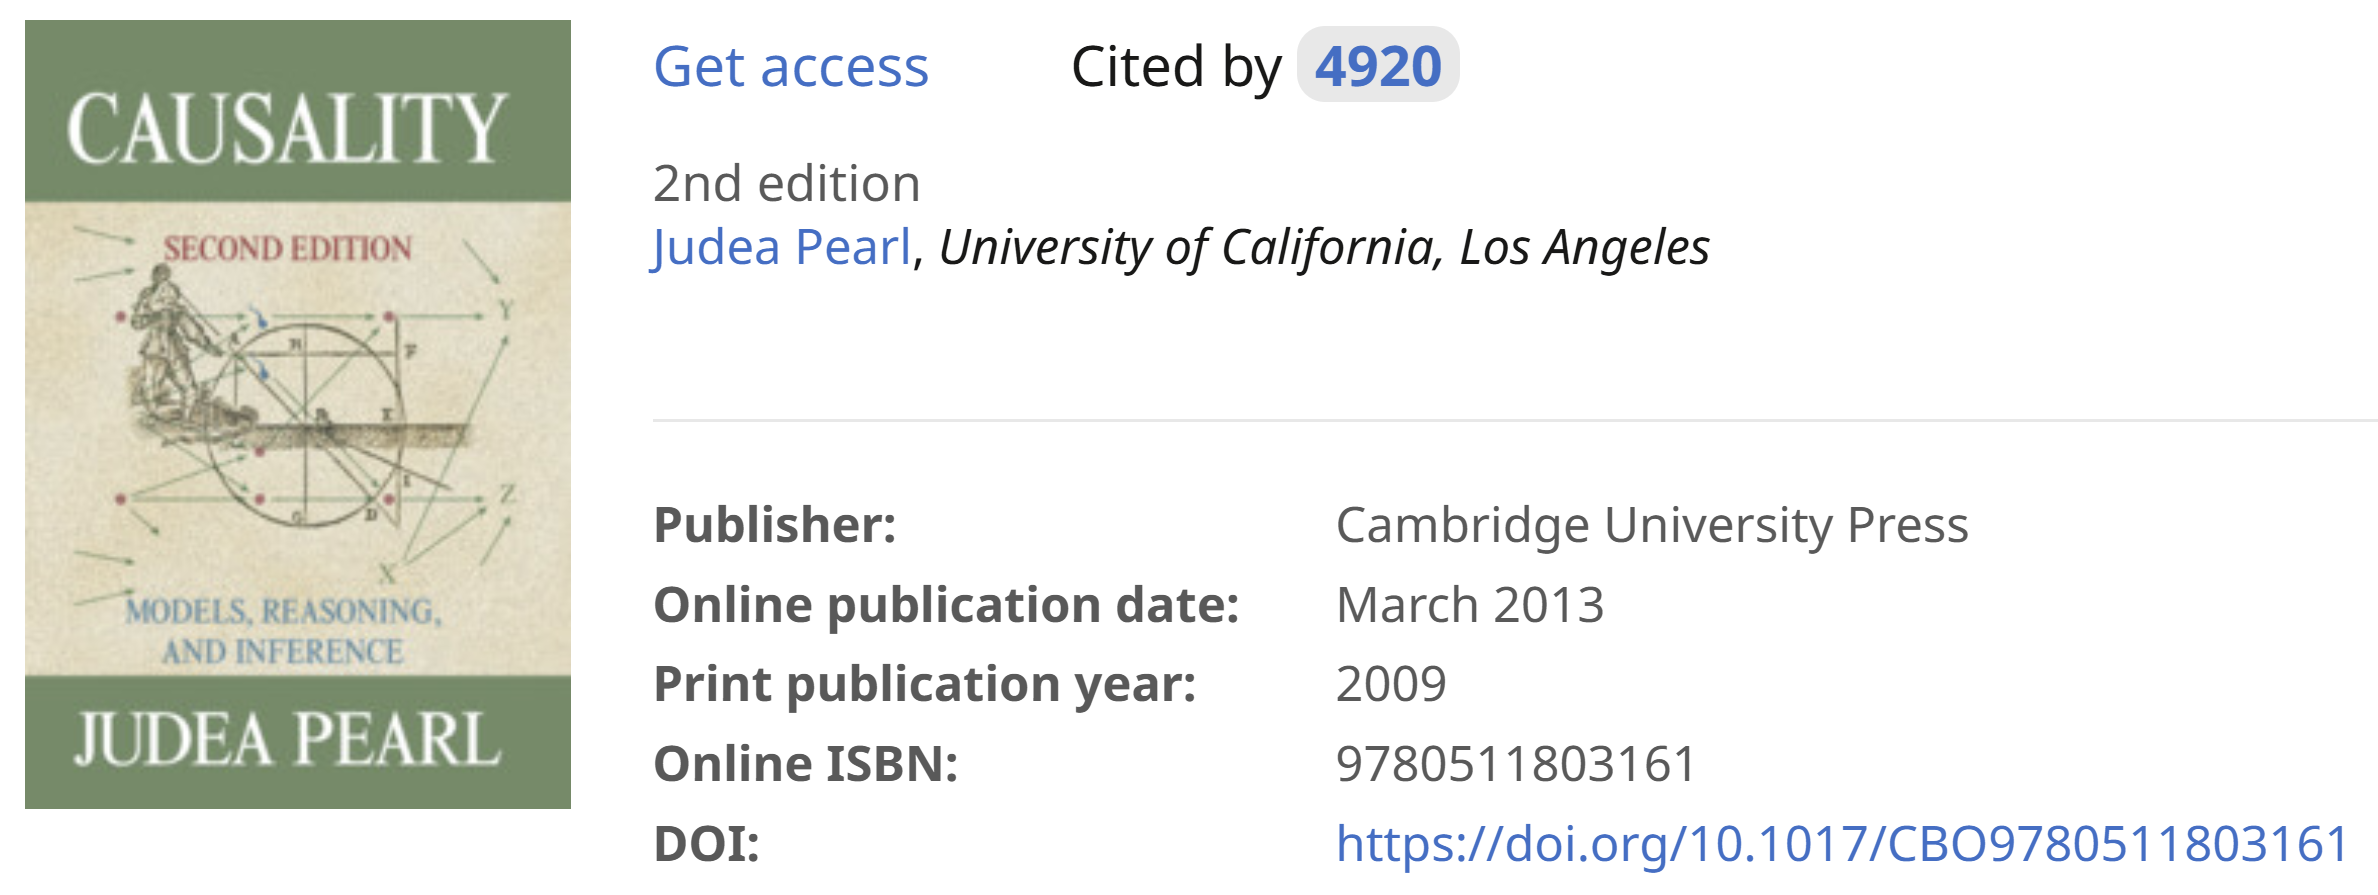 CAUSALITY
SECOND EDITION
Y
Z
X
MODELS, REASONING,
AND INFERENCE
JUDEA PEARL
Get access Cited by 4920
2nd edition
Judea Pearl, University of California, Los Angeles
Publisher: Cambridge University Press
Online publication date: March 2013
Print publication year: 2009
Online ISBN: 9780511803161
DOI: https://doi.org/10.1017/CBO9780511803161